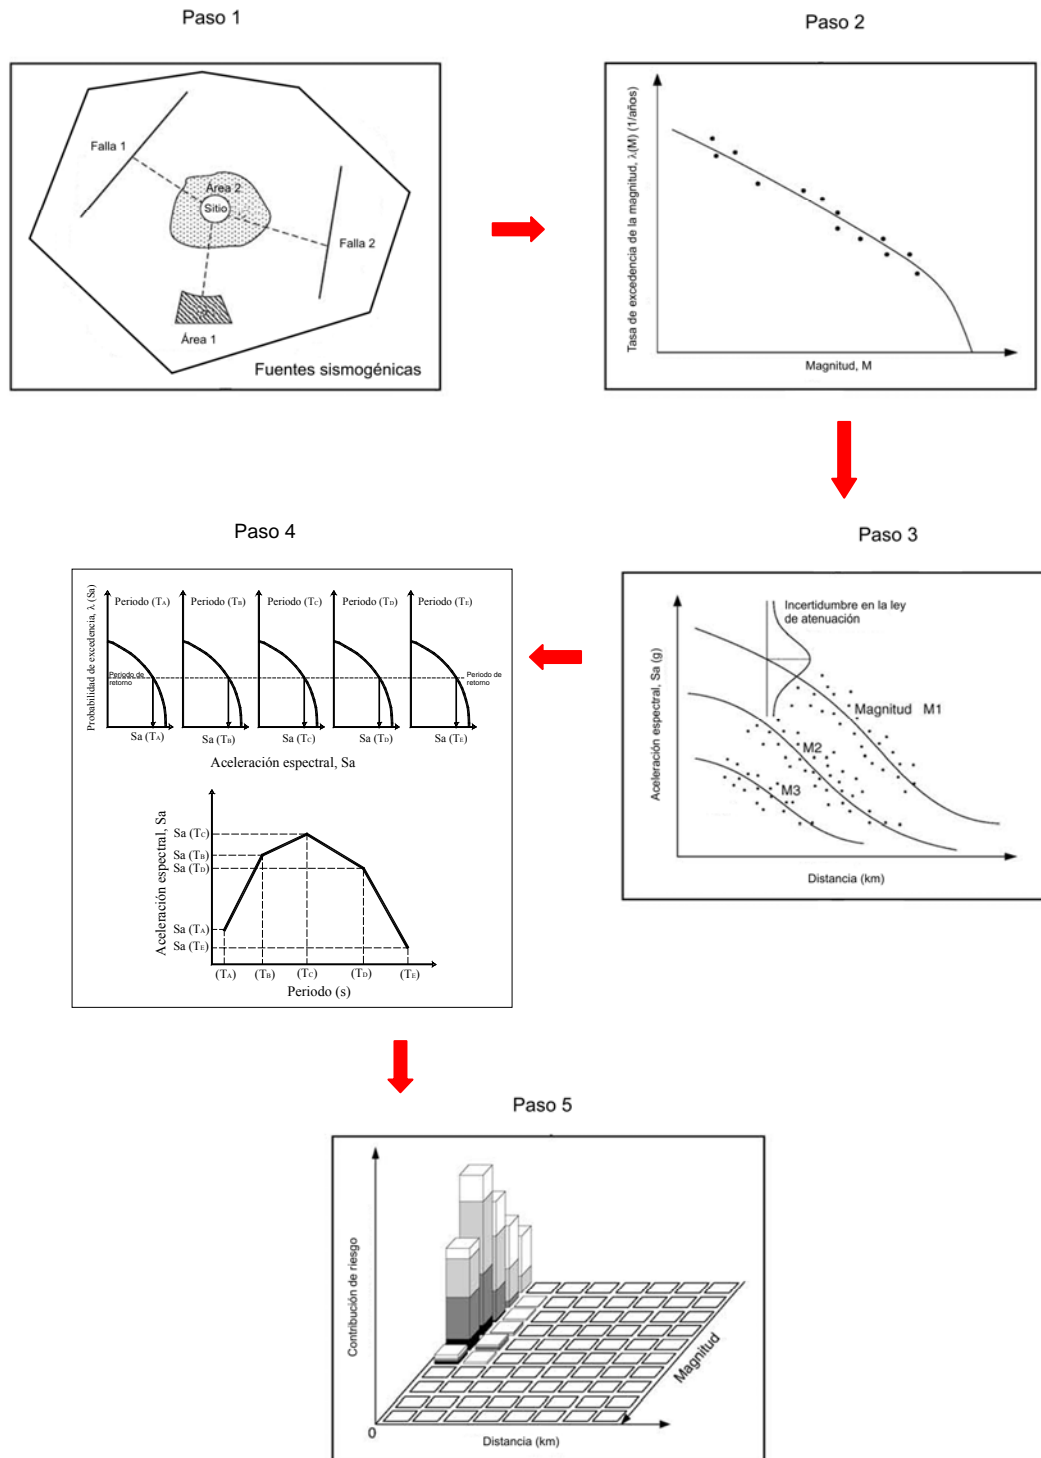 Paso 1
Falla 1
Área 2
Sitio
Falla 2
Área 1
Fuentes sismogénicas
Paso 2
Tasa de excedencia de la magnitud, λ(M) (1/años)
Magnitud, M
Paso 3
Incertidumbre en la ley
de atenuación
Magnitud M1
M2
M3
Aceleración espectral, Sa (g)
Distancia (km)
Paso 4
Probabilidad de excedencia, λ (Sa)
Periodo (TA)
Periodo (TB)
Periodo (TC)
Periodo (TD)
Periodo (TE)
Periodo de
retorno
Periodo de
retorno
Sa (TA)
Sa (TB)
Sa (TC)
Sa (TD)
Sa (TE)
Aceleración espectral, Sa
Aceleración espectral, Sa
Sa (TC)
Sa (TB)
Sa (TD)
Sa (TA)
Sa (TE)
(TA)
(TB)
(TC)
(TD)
(TE)
Periodo (s)
Paso 5
Contribución de riesgo
Magnitud
0
Distancia (km)